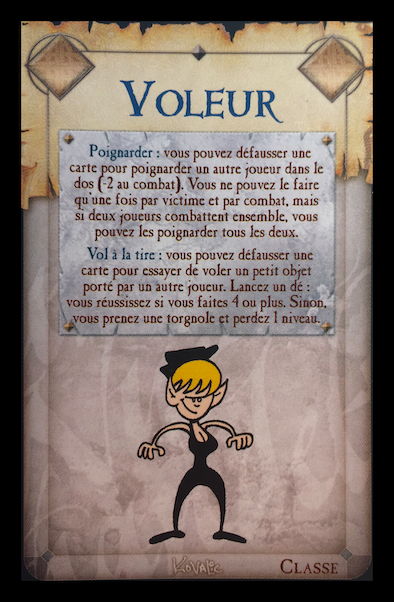 VOLEUR
Poignarder : vous pouvez défausser une
carte pour poignarder un autre joueur dans le
dos (-2 au combat). Vous ne pouvez le faire
qu'une fois par victime et par combat, mais
si deux joueurs combattent ensemble, vous
pouvez les poignarder tous les deux.
Vol à la tire : vous pouvez défausser une
carte pour essayer de voler un petit objet
porté par un autre joueur. Lancez un dé :
vous réussissez si vous faites 4 ou plus. Sinon,
vous prenez une torgnole et perdez 1 niveau.
KOVALIC
CLASSE